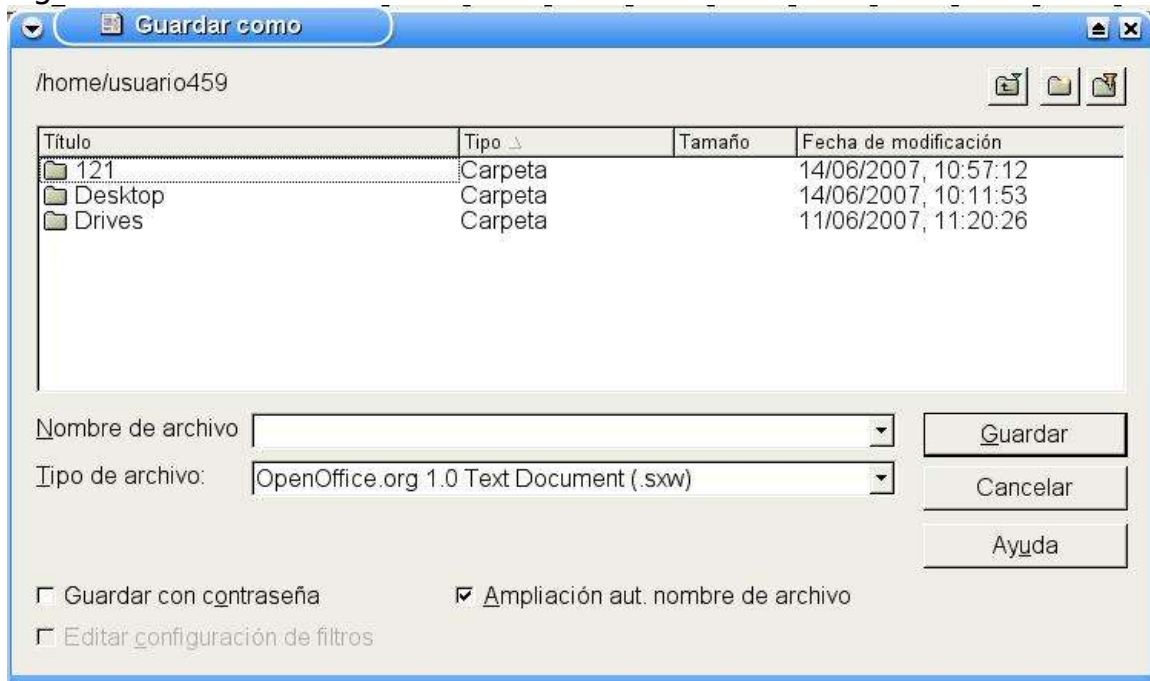 Guardar como
/home/usuario459
Título Tipo Tamaño Fecha de modificación
121 Carpeta 14/06/2007, 10:57:12
Desktop Carpeta 14/06/2007, 10:11:53
Drives Carpeta 11/06/2007, 11:20:26
Nombre de archivo Guardar
Tipo de archivo: OpenOffice.org 1.0 Text Document (.sxw) Cancelar
Ayuda
Guardar con contraseña Ampliación aut. nombre de archivo
Editar configuración de filtros